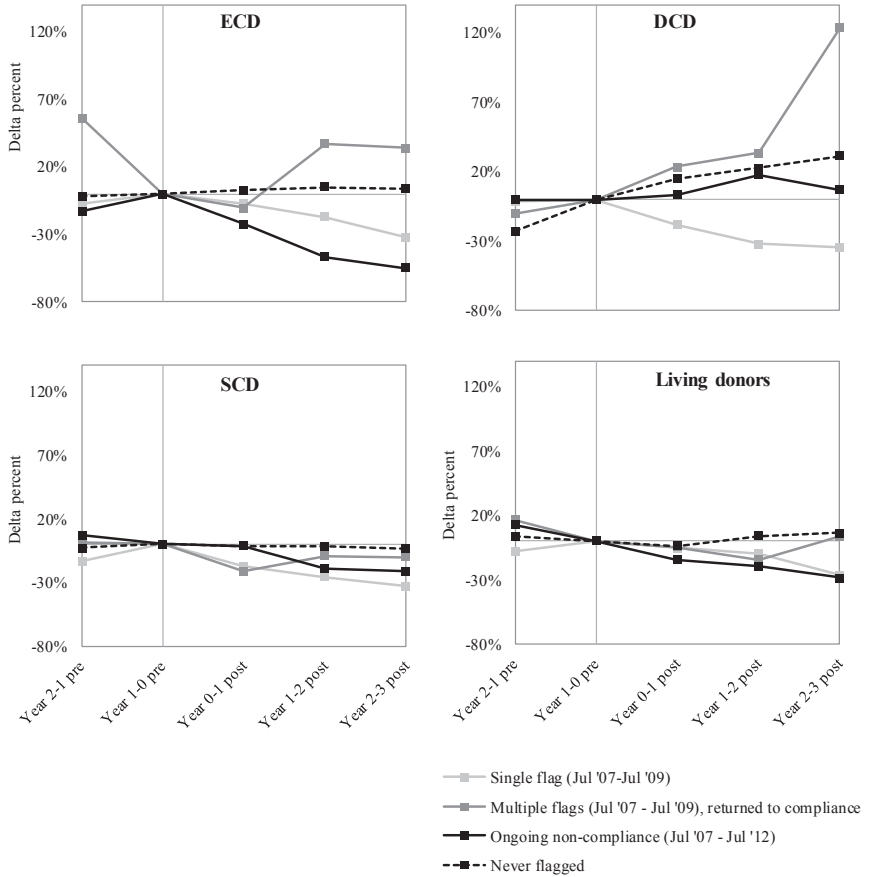 ECD
120%
70%
20%
-30%
-80%
Delta percent
DCD
120%
70%
20%
-30%
-80%
SCD
120%
70%
20%
-30%
-80%
Delta percent
Year 2-1 pre
Year 1-0 pre
Year 0-1 post
Year 1-2 post
Year 2-3 post
Living donors
120%
70%
20%
-30%
-80%
Delta percent
Year 2-1 pre
Year 1-0 pre
Year 0-1 post
Year 1-2 post
Year 2-3 post
Single flag (Jul '07-Jul '09)
Multiple flags (Jul '07 - Jul '09), returned to compliance
Ongoing non-compliance (Jul '07 - Jul '12)
Never flagged